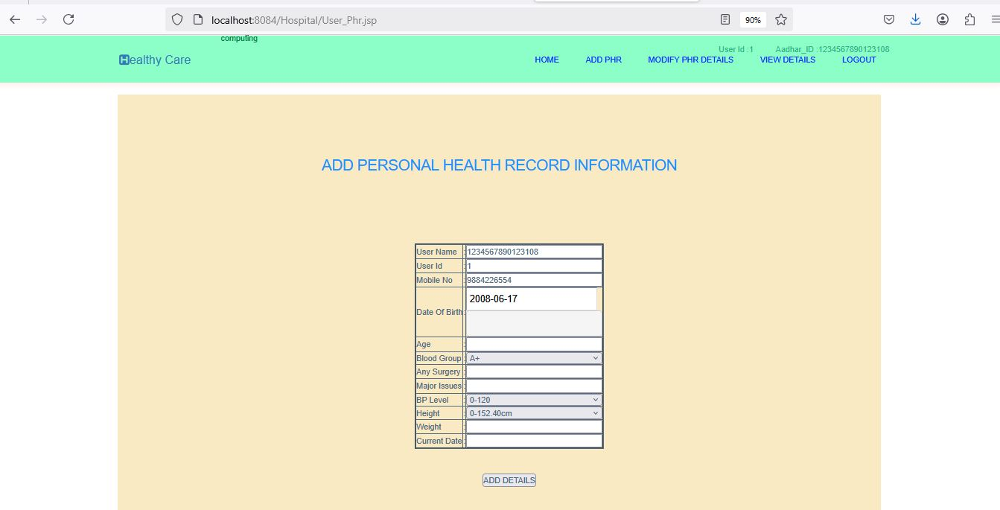 localhost:8084/Hospital/User_Phr.jsp
90%
computing
User Id :1 Aadhar_ID :1234567890123108
Healthy Care
HOME ADD PHR MODIFY PHR DETAILS VIEW DETAILS LOGOUT
ADD PERSONAL HEALTH RECORD INFORMATION
User Name : 1234567890123108
User Id : 1
Mobile No : 9884226554
Date Of Birth : 2008-06-17
Age :
Blood Group : A+
Any Surgery :
Major Issues :
BP Level : 0-120
Height : 0-152.40cm
Weight :
Current Date :
ADD DETAILS